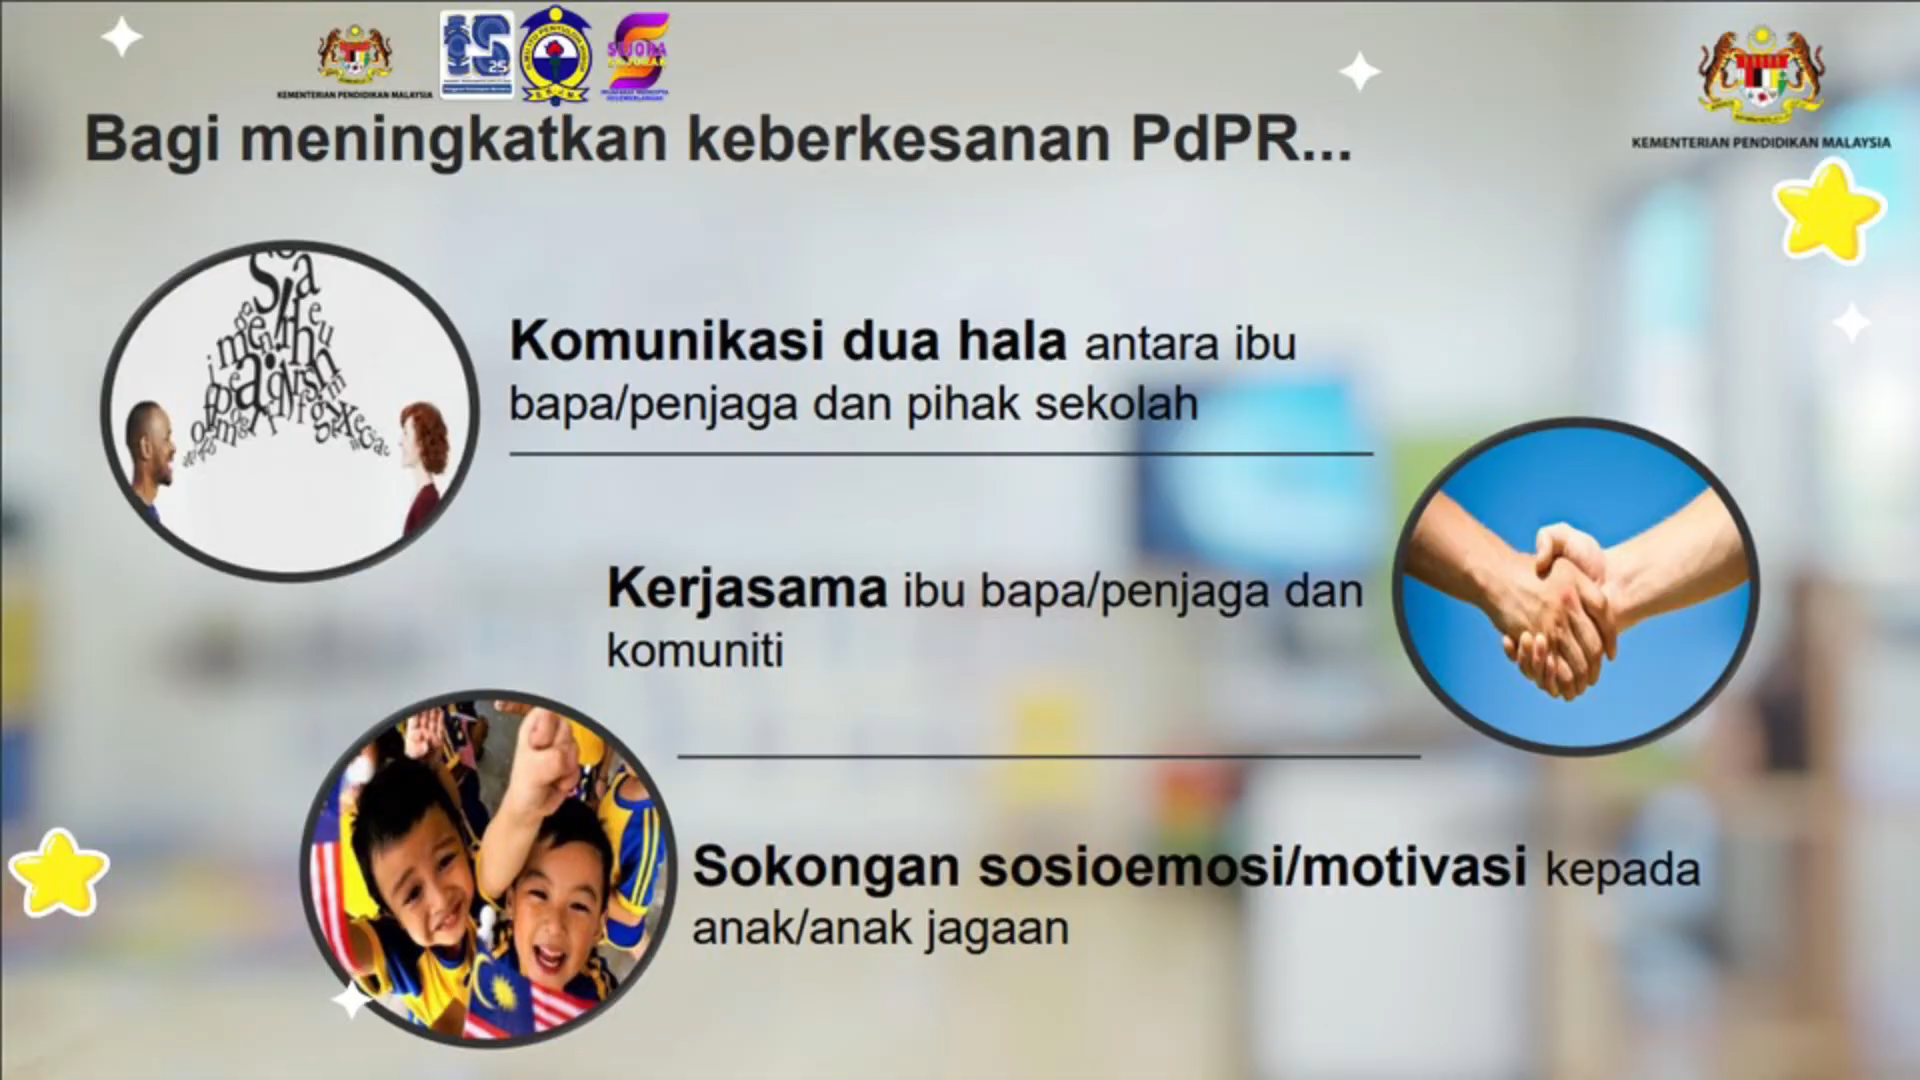 KEMENTERIAN PENDIDIKAN MALAYSIA
25
KEMENTERIAN PENDIDIKAN MALAYSIA
Bagi meningkatkan keberkesanan PdPR...
Komunikasi dua hala antara ibu
bapa/penjaga dan pihak sekolah
Kerjasama ibu bapa/penjaga dan
komuniti
Sokongan sosioemosi/motivasi kepada
anak/anak jagaan